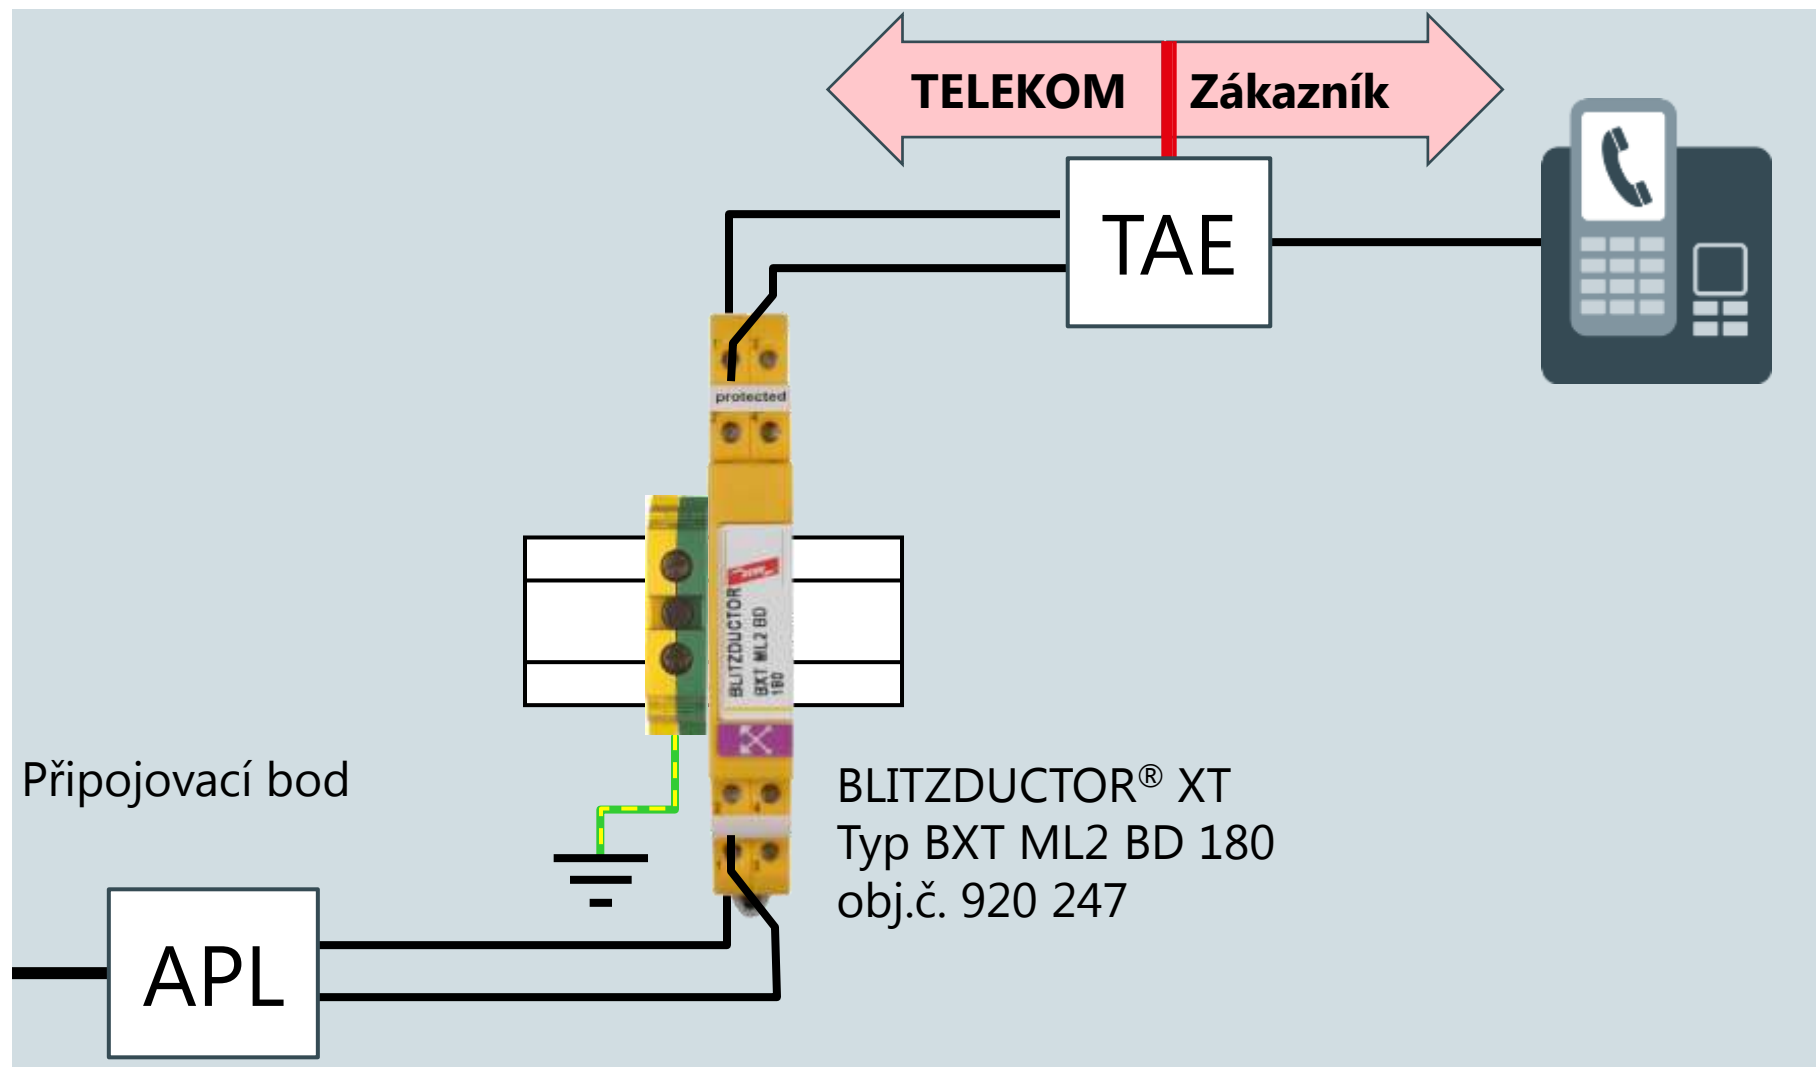 TELEKOM Zákazník
TAE
protected
BLITZDUCTOR
BXT ML2 BD
180
Připojovací bod
BLITZDUCTOR® XT
Typ BXT ML2 BD 180
obj.č. 920 247
APL